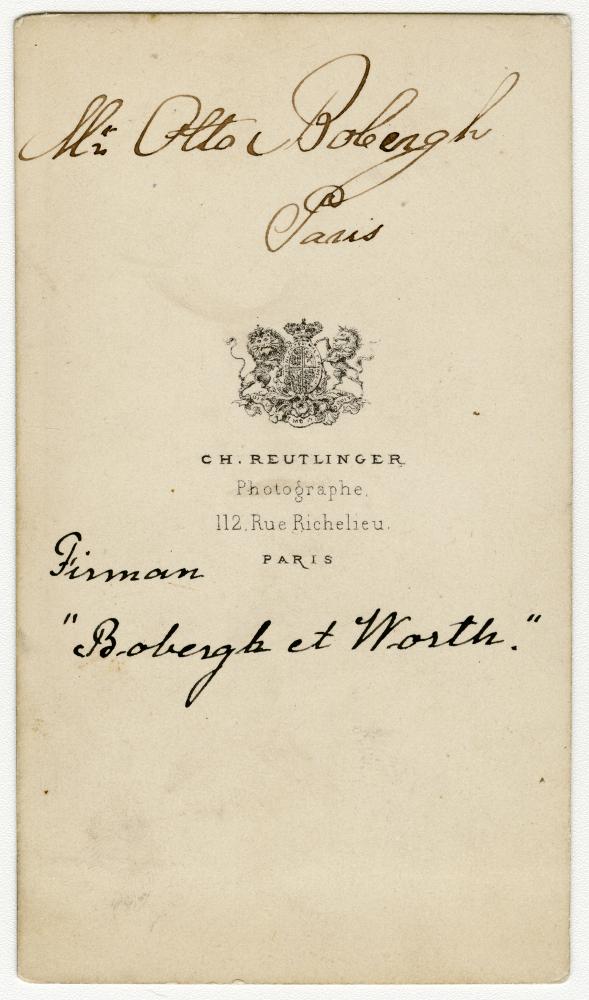 Mr Otto Bobergh
Paris
CH. REUTLINGER
Photographe,
112, Rue Richelieu.
PARIS
Firman
"Bobergh et Worth."